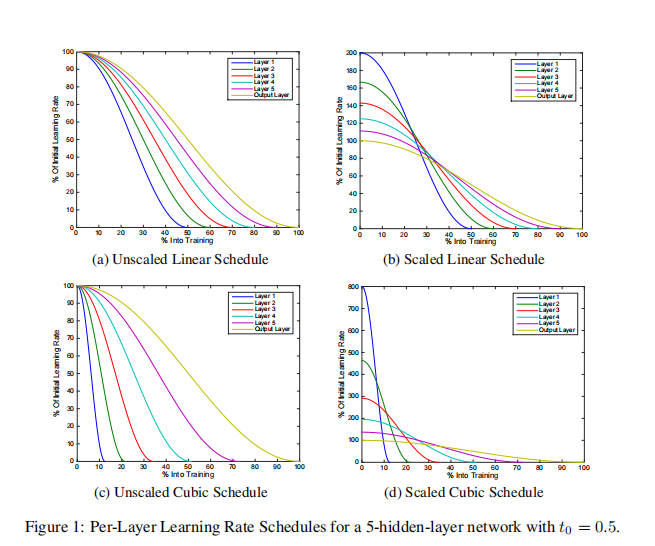 100
90
80
70
60
50
40
30
20
10
0
% Of Initial Learning Rate
Layer 1
Layer 2
Layer 3
Layer 4
Layer 5
Output Layer
0 10 20 30 40 50 60 70 80 90 100
% Into Training
(a) Unscaled Linear Schedule
200
180
160
140
120
100
80
60
40
20
0
% Of Initial Learning Rate
Layer 1
Layer 2
Layer 3
Layer 4
Layer 5
Output Layer
0 10 20 30 40 50 60 70 80 90 100
% Into Training
(b) Scaled Linear Schedule
100
90
80
70
60
50
40
30
20
10
0
% Of Initial Learning Rate
Layer 1
Layer 2
Layer 3
Layer 4
Layer 5
Output Layer
0 10 20 30 40 50 60 70 80 90 100
% Into Training
(c) Unscaled Cubic Schedule
800
700
600
500
400
300
200
100
0
% Of Initial Learning Rate
Layer 1
Layer 2
Layer 3
Layer 4
Layer 5
Output Layer
0 10 20 30 40 50 60 70 80 90 100
% Into Training
(d) Scaled Cubic Schedule
Figure 1: Per-Layer Learning Rate Schedules for a 5-hidden-layer network with t₀ = 0.5.